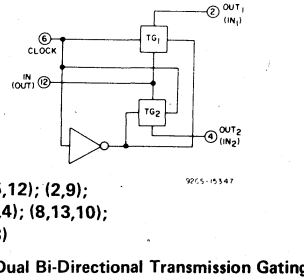 2 OUT1
(IN1)
TG1
6
CLOCK
IN
(OUT) 12
TG2
4 OUT2
(IN2)
92CS-15347
,12); (2,9);
4); (8,13,10);
)
Dual Bi-Directional Transmission Gating